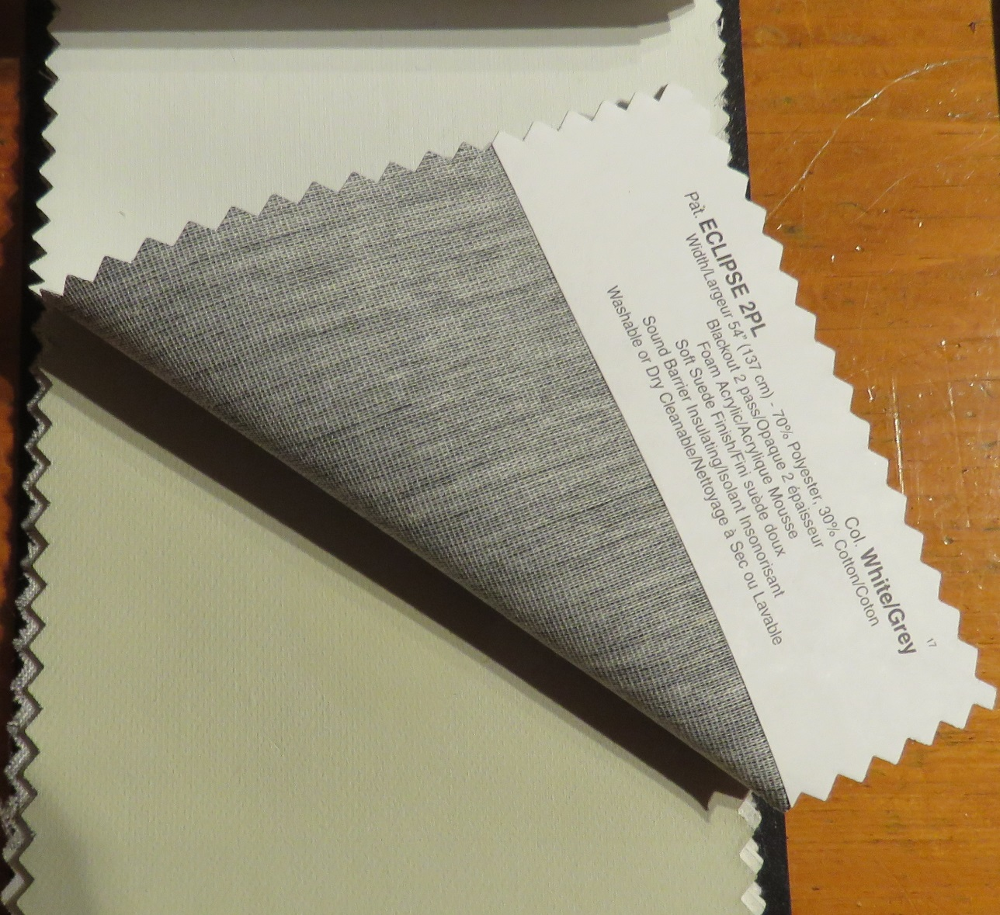 Pat. ECLIPSE 2PL Col. White/Grey
Width/Largeur 54" (137 cm) - 70% Polyester, 30% Cotton/Coton
Blackout 2 pass/Opaque 2 épaisseur
Foam Acrylic/Acrylique Mousse
Soft Suede Finish/Fini suède doux
Sound Barrier Insulating/Isolant Insonorisant
Washable or Dry Cleanable/Nettoyage à Sec ou Lavable
17